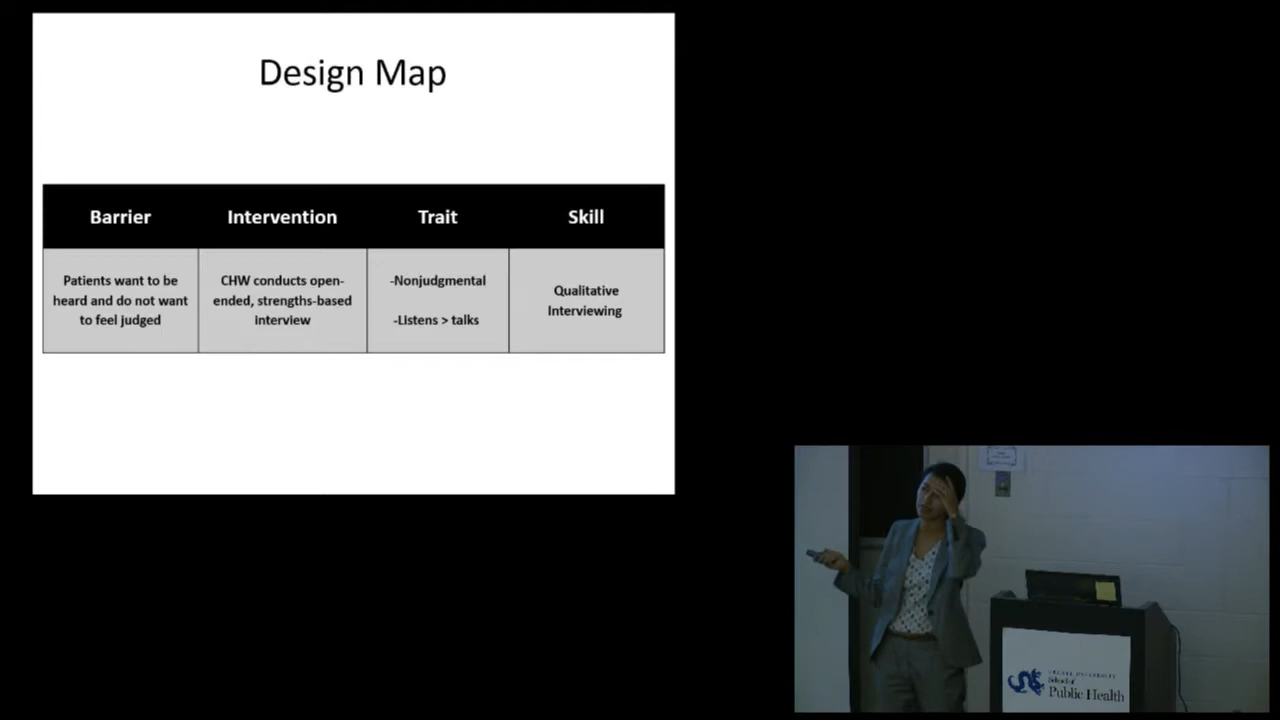 Design Map
Barrier
Intervention
Trait
Skill
Patients want to be
heard and do not want
to feel judged
CHW conducts open-
ended, strengths-based
interview
-Nonjudgmental
-Listens > talks
Qualitative
Interviewing
School of
Public Health